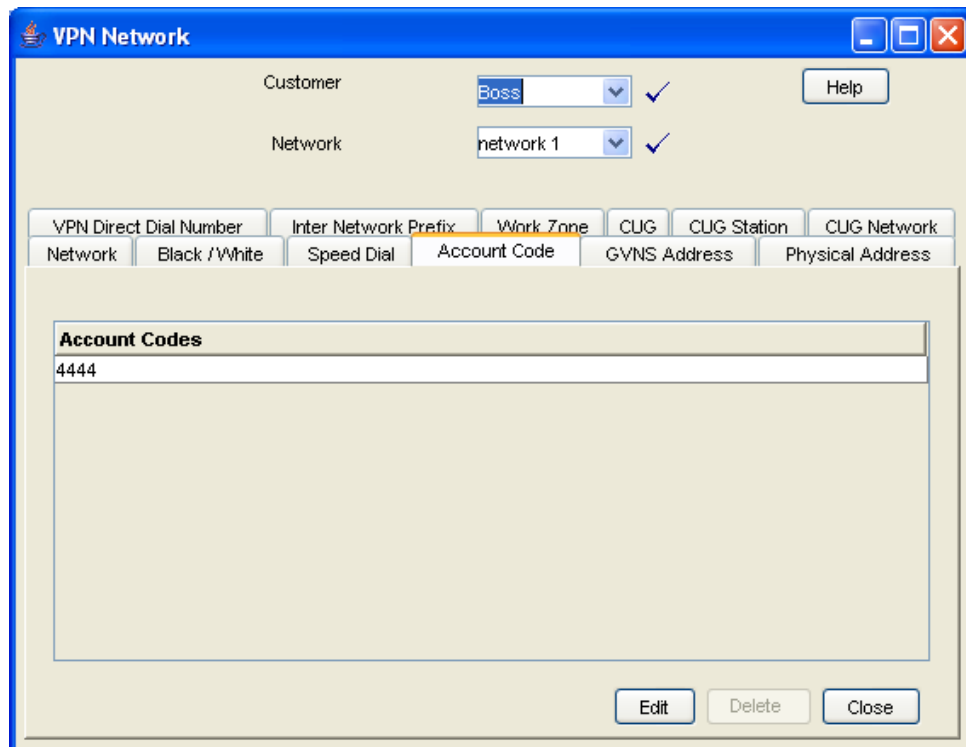 VPN Network
Customer Boss Help
Network network 1
VPN Direct Dial Number Inter Network Prefix Work Zone CUG CUG Station CUG Network
Network Black / White Speed Dial Account Code GVNS Address Physical Address
Account Codes
4444
Edit Delete Close